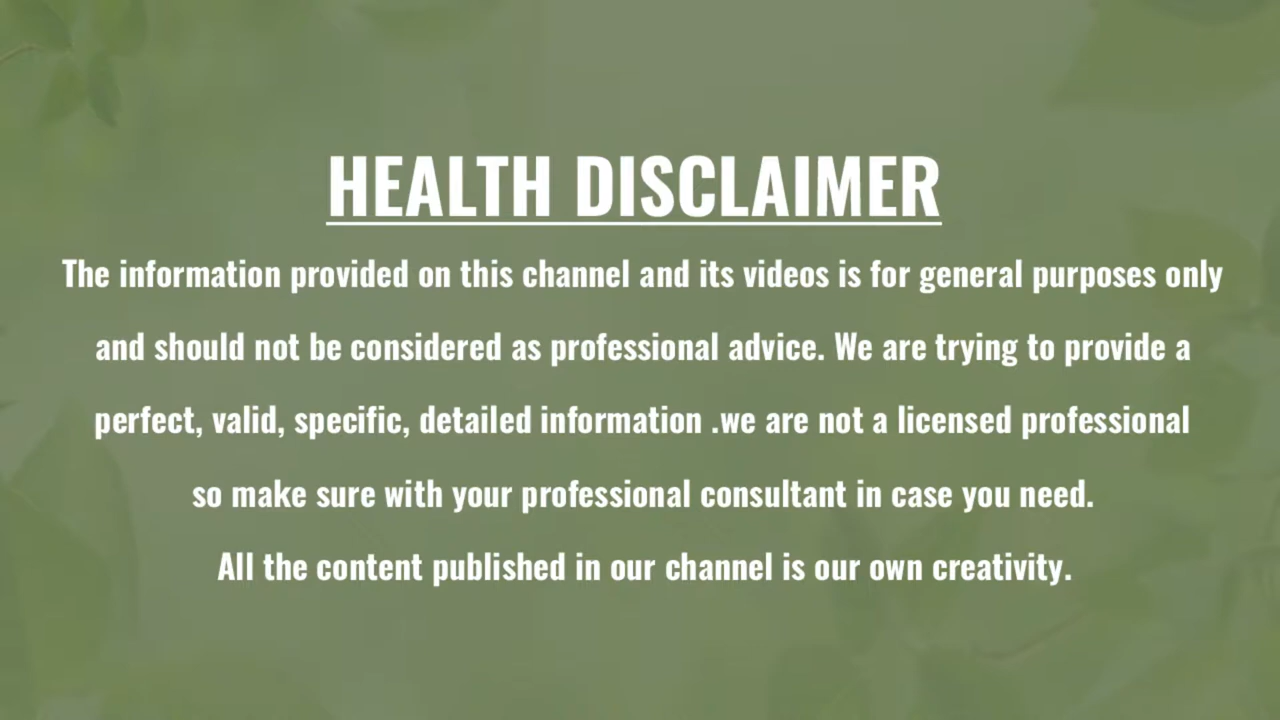 HEALTH DISCLAIMER
The information provided on this channel and its videos is for general purposes only
and should not be considered as professional advice. We are trying to provide a
perfect, valid, specific, detailed information .we are not a licensed professional
so make sure with your professional consultant in case you need.
All the content published in our channel is our own creativity.